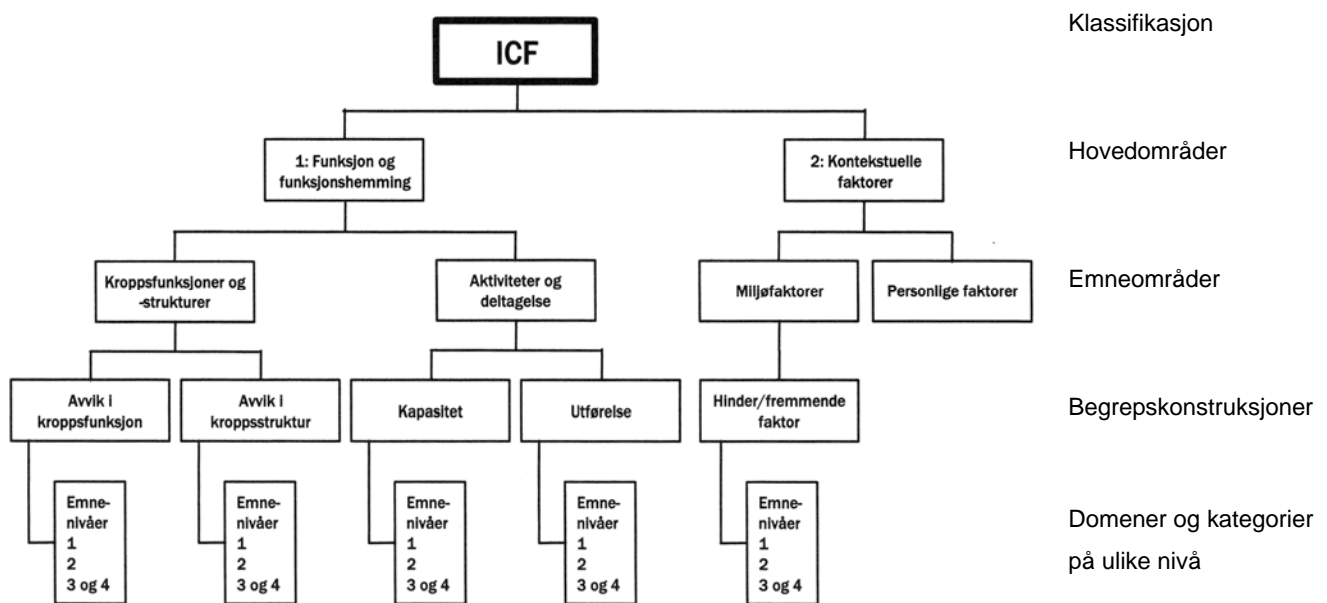 Klassifikasjon
ICF
1: Funksjon og
funksjonshemming
2: Kontekstuelle
faktorer
Hovedområder
Kroppsfunksjoner og
-strukturer
Aktiviteter og
deltagelse
Miljøfaktorer
Personlige faktorer
Emneområder
Avvik i
kroppsfunksjon
Avvik i
kroppsstruktur
Kapasitet
Utførelse
Hinder/fremmende
faktor
Begrepskonstruksjoner
Emne-
nivåer
1
2
3 og 4
Emne-
nivåer
1
2
3 og 4
Emne-
nivåer
1
2
3 og 4
Emne-
nivåer
1
2
3 og 4
Emne-
nivåer
1
2
3 og 4
Domener og kategorier
på ulike nivå